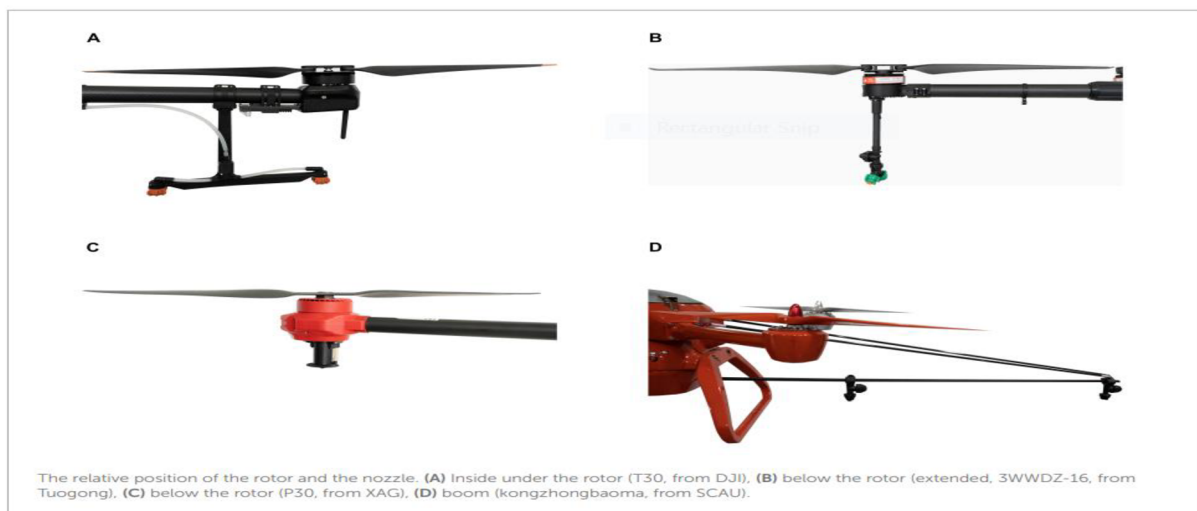 A
B
Rectangular Snip
C
D
The relative position of the rotor and the nozzle. (A) Inside under the rotor (T30, from DJI), (B) below the rotor (extended, 3WWDZ-16, from
Tuogong), (C) below the rotor (P30, from XAG), (D) boom (kongzhongbaoma, from SCAU).